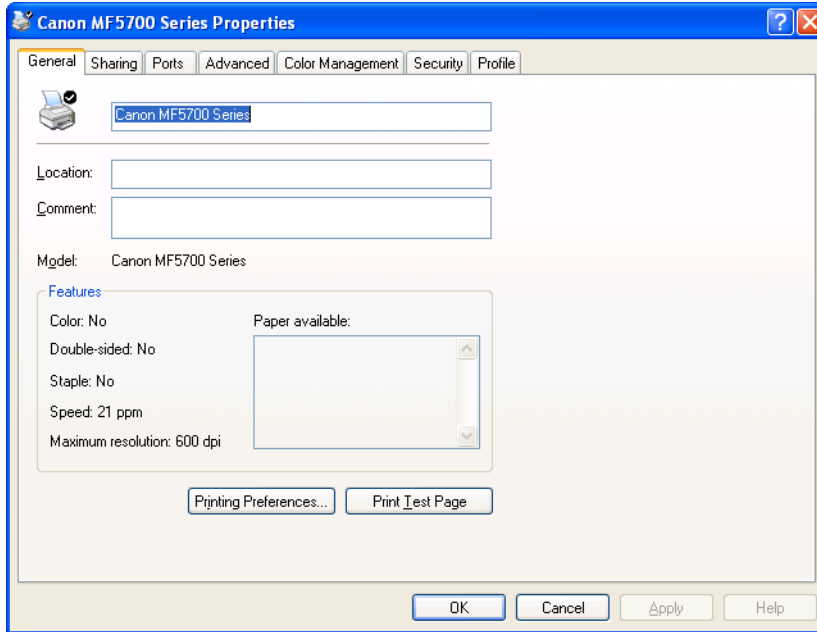 Canon MF5700 Series Properties
General Sharing Ports Advanced Color Management Security Profile
Canon MF5700 Series
Location:
Comment:
Model: Canon MF5700 Series
Features
Color: No Paper available:
Double-sided: No
Staple: No
Speed: 21 ppm
Maximum resolution: 600 dpi
Printing Preferences... Print Test Page
OK Cancel Apply Help